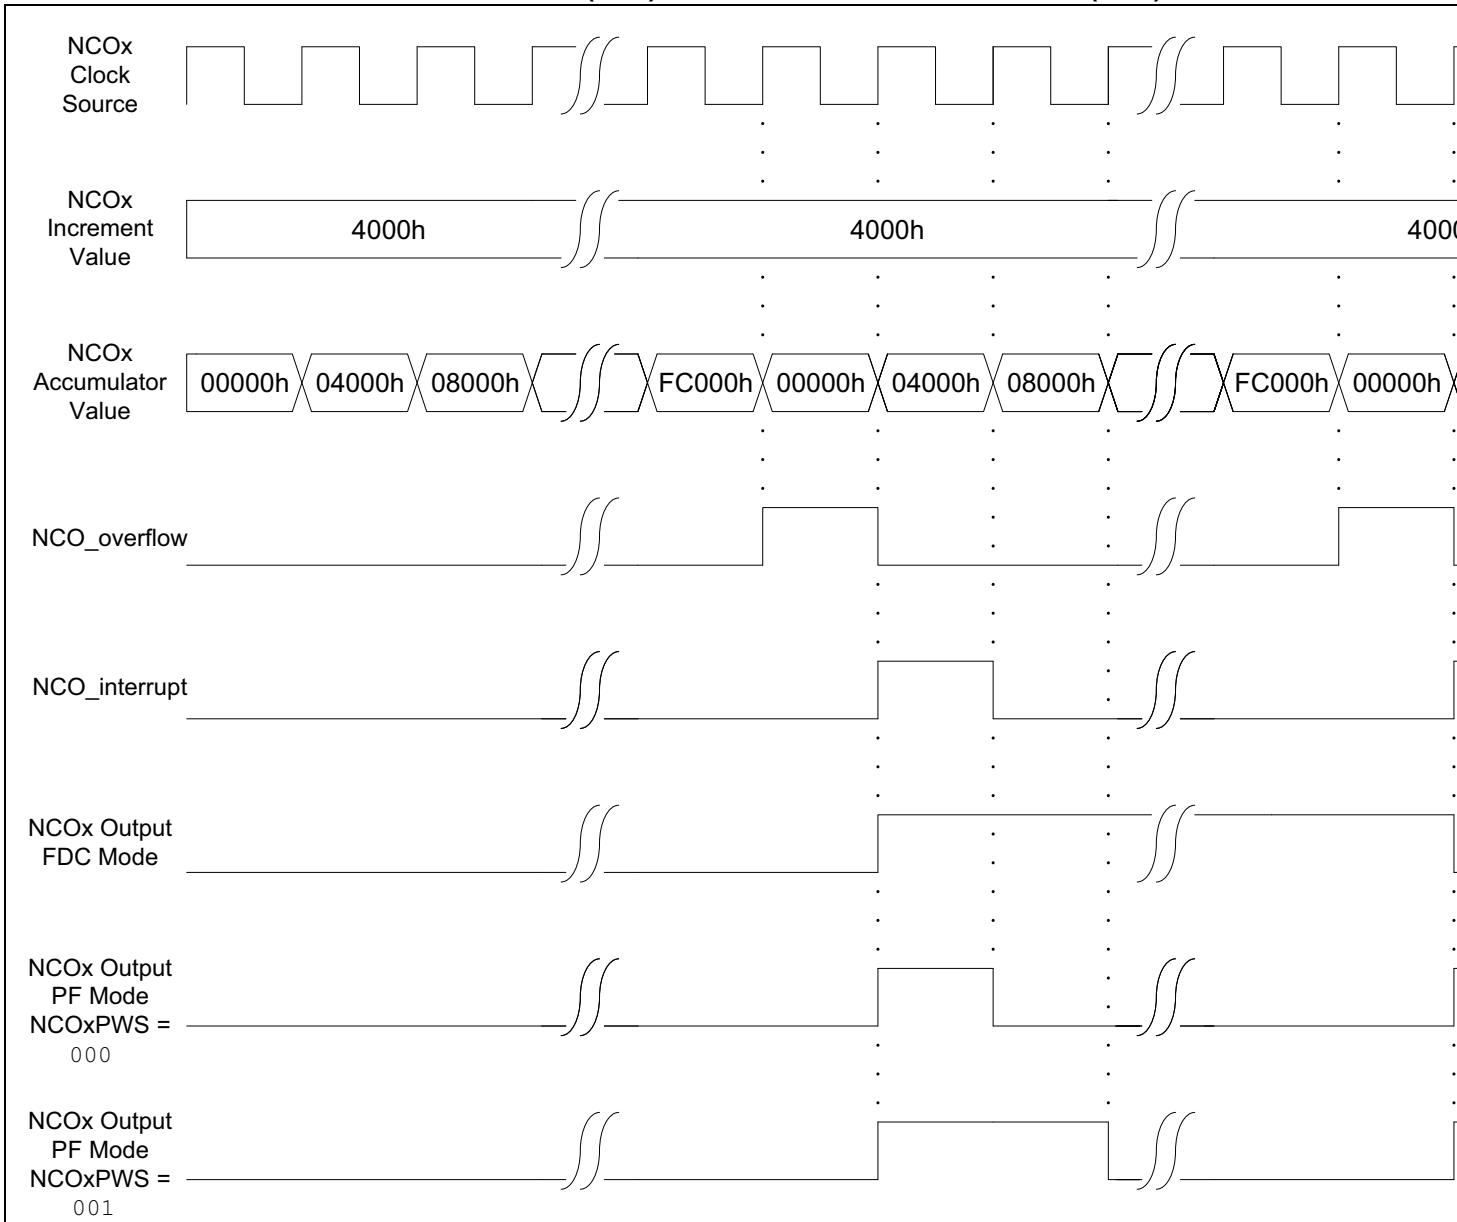 NCOx
Clock
Source
NCOx
Increment
Value
4000h
4000h
NCOx
Accumulator
Value
00000h
04000h
08000h
FC000h
00000h
04000h
08000h
FC000h
00000h
NCO_overflow
NCO_interrupt
NCOx Output
FDC Mode
NCOx Output
PF Mode
NCOxPWS =
000
NCOx Output
PF Mode
NCOxPWS =
001